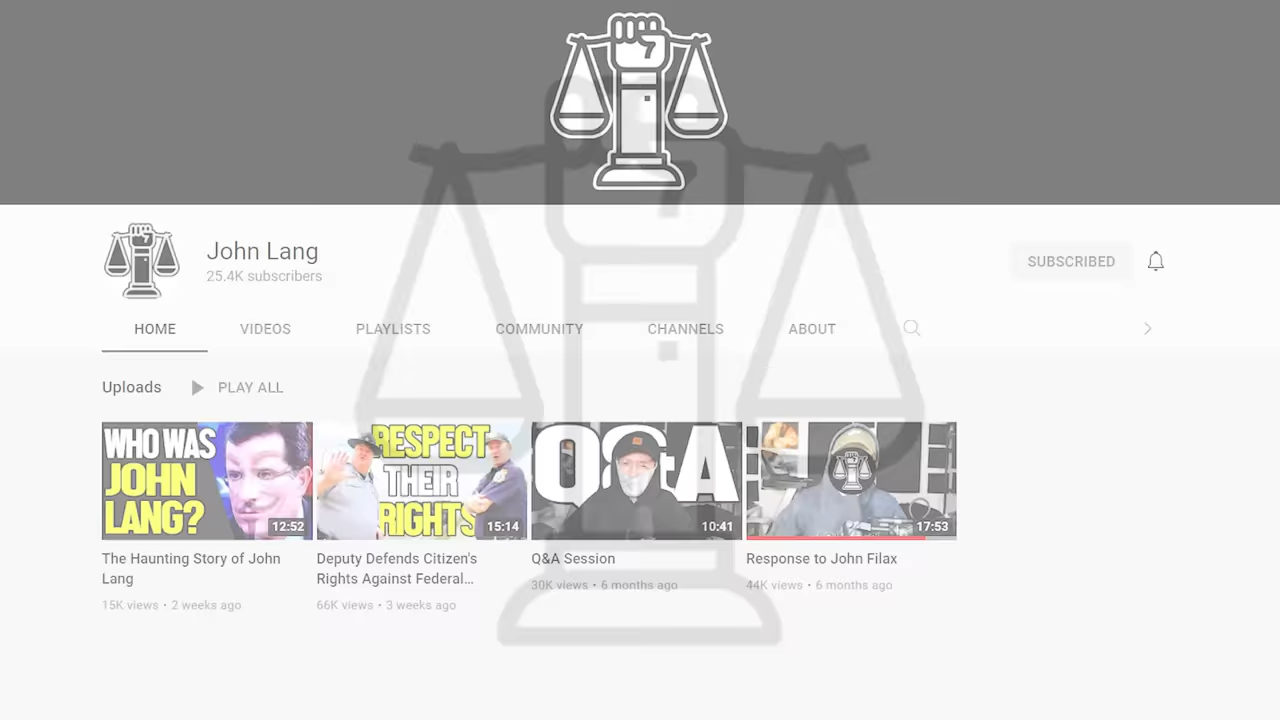 John Lang
25.4K subscribers
SUBSCRIBED
HOME VIDEOS PLAYLISTS COMMUNITY CHANNELS ABOUT
Uploads PLAY ALL
WHO WAS
JOHN
LANG?
12:52
RESPECT
THEIR
RIGHTS
15:14
Q&A
10:41
17:53
The Haunting Story of John
Lang
15K views • 2 weeks ago
Deputy Defends Citizen's
Rights Against Federal...
66K views • 3 weeks ago
Q&A Session
30K views • 6 months ago
Response to John Filax
44K views • 6 months ago